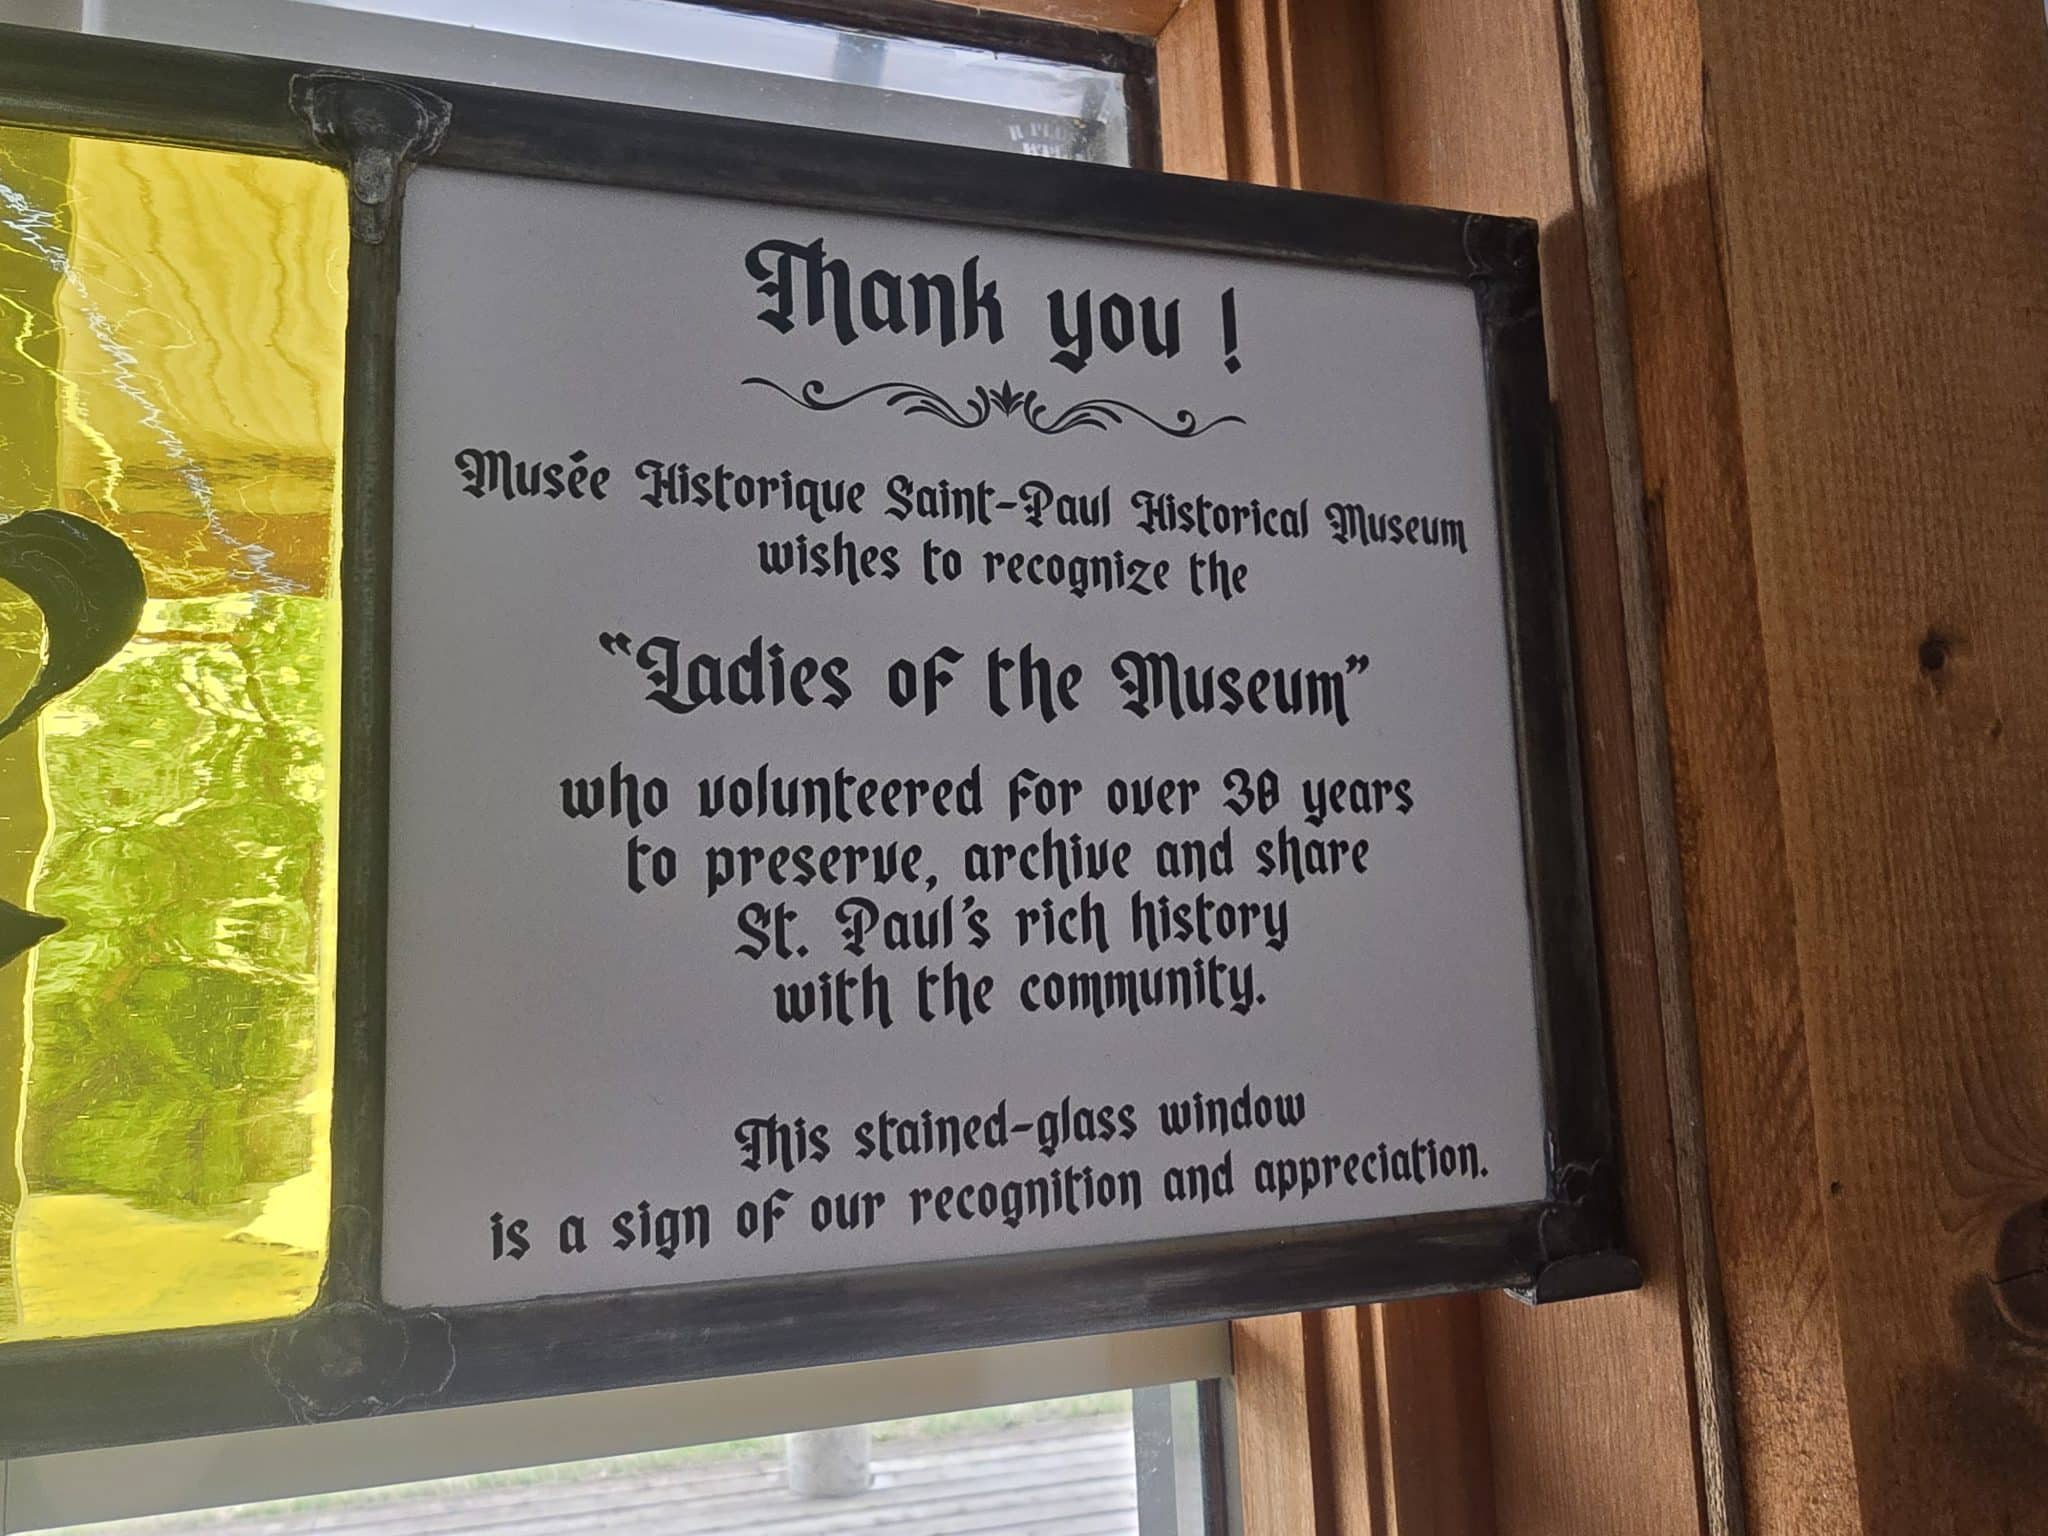 Thank you !
Musée Historique Saint-Paul Historical Museum
wishes to recognize the
“Ladies of the Museum”
who volunteered for over 30 years
to preserve, archive and share
St. Paul's rich history
with the community.
This stained-glass window
is a sign of our recognition and appreciation.